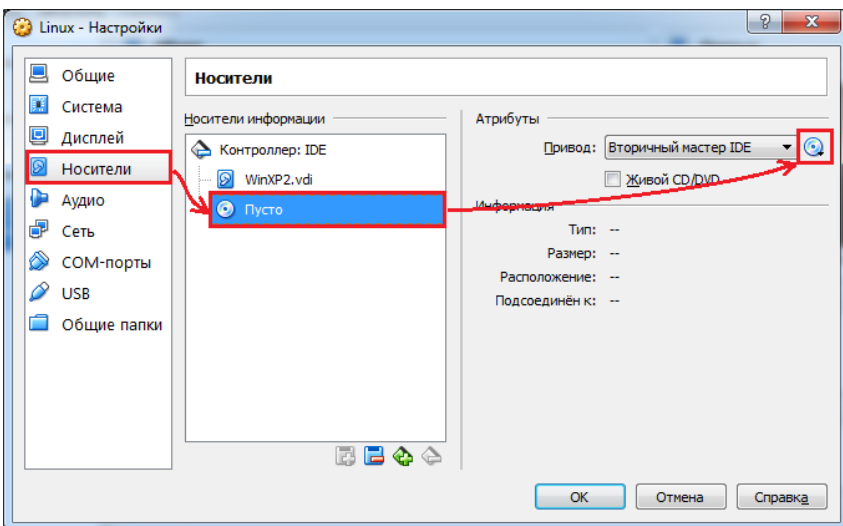 Linux - Настройки
Общие
Система
Дисплей
Носители
Аудио
Сеть
COM-порты
USB
Общие папки
Носители
Носители информации
Контроллер: IDE
WinXP2.vdi
Пусто
Атрибуты
Привод: Вторичный мастер IDE
Живой CD/DVD
Информация
Тип: --
Размер: --
Расположение: --
Подсоединён к: --
OK
Отмена
Справка